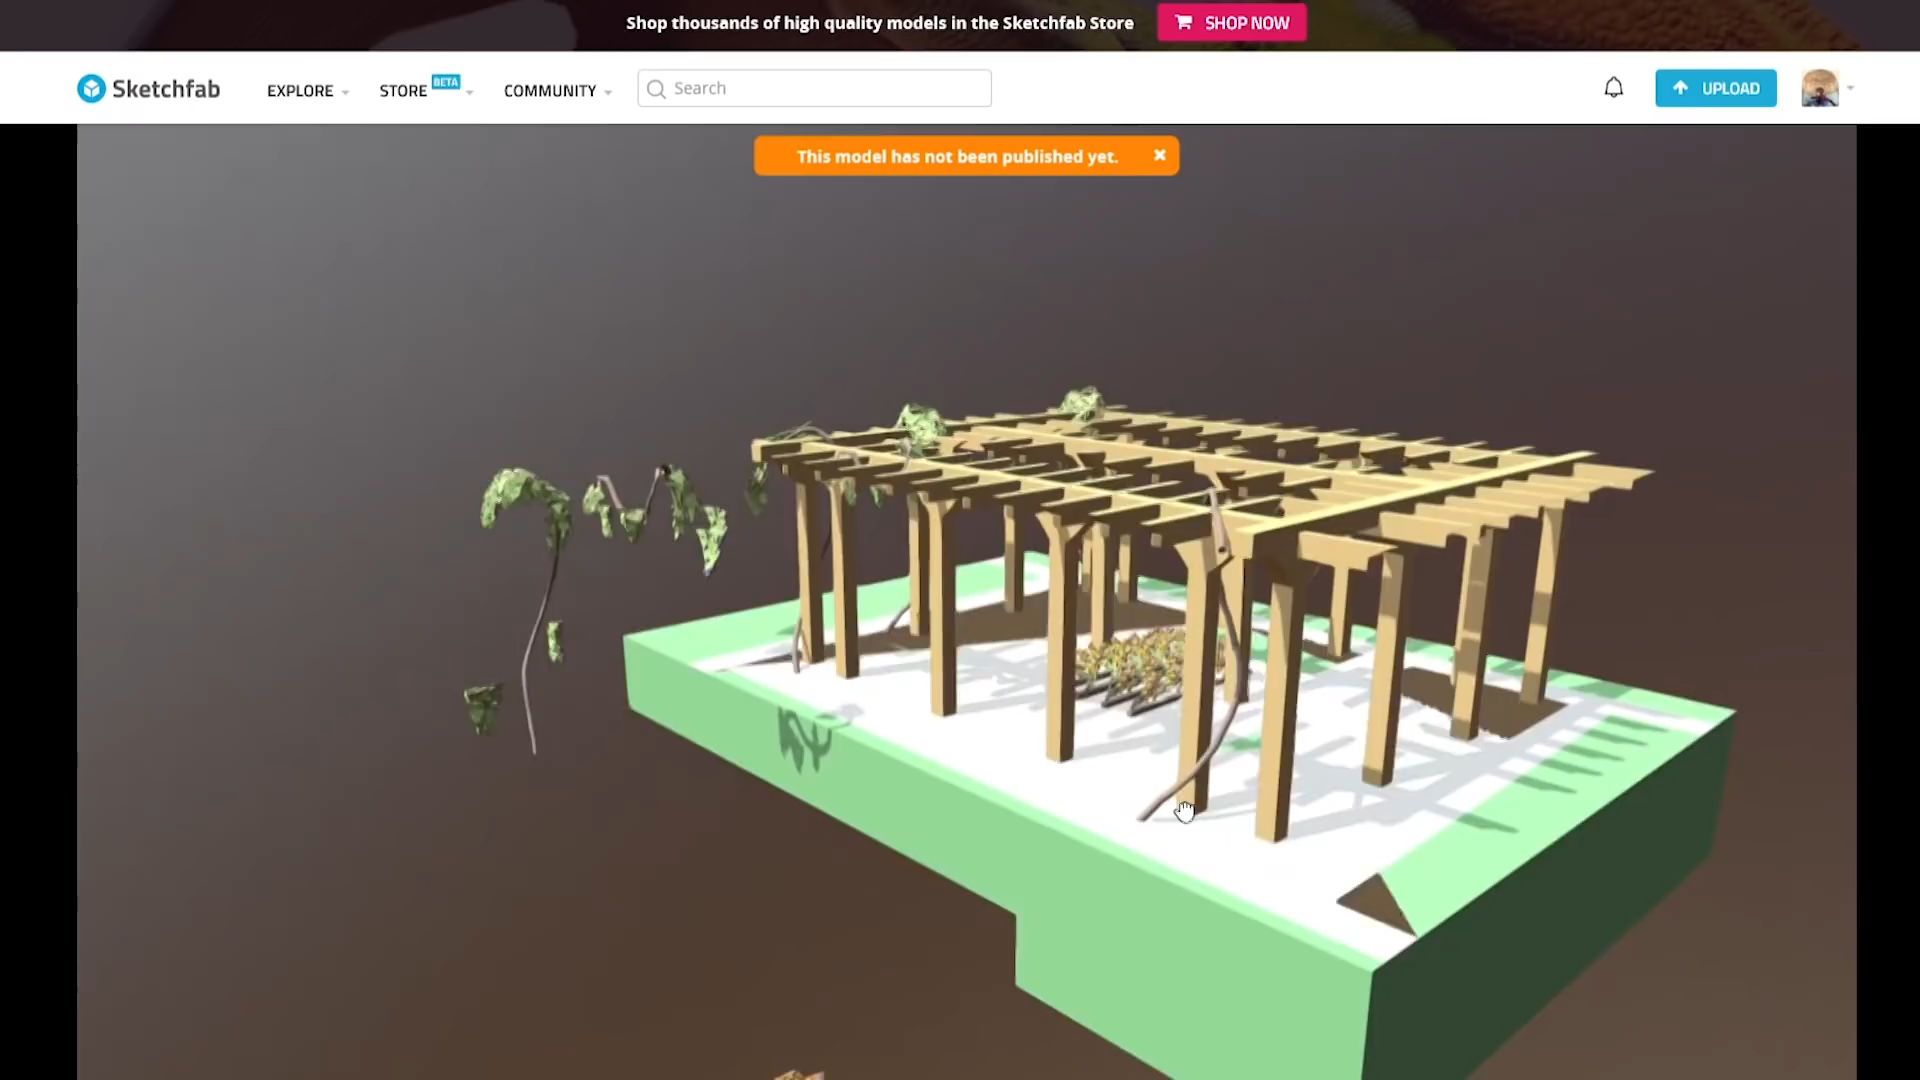 Shop thousands of high quality models in the Sketchfab Store
SHOP NOW
Sketchfab
EXPLORE
STORE
BETA
COMMUNITY
Search
UPLOAD
This model has not been published yet.